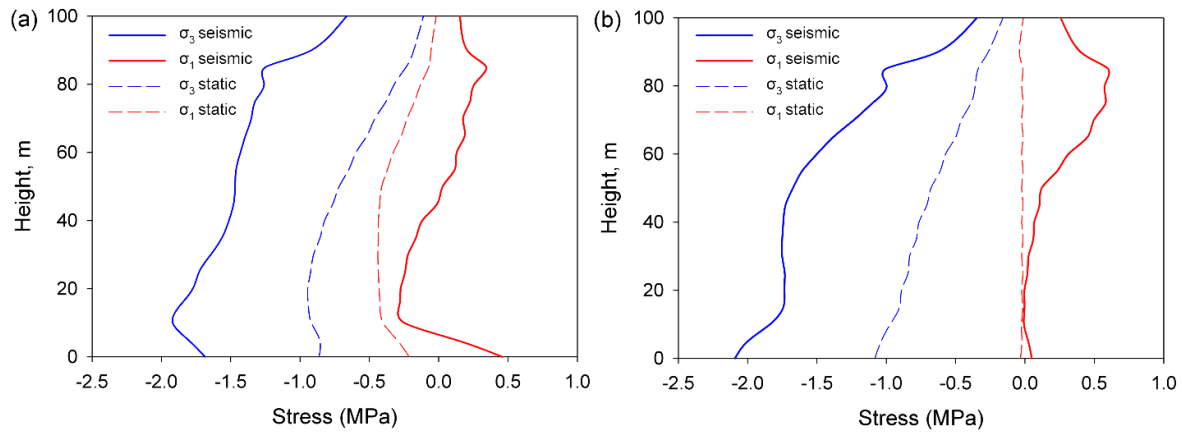 (a)
σ3 seismic
σ1 seismic
σ3 static
σ1 static
100
80
60
40
20
0
Height, m
-2.5 -2.0 -1.5 -1.0 -0.5 0.0 0.5 1.0
Stress (MPa)
(b)
σ3 seismic
σ1 seismic
σ3 static
σ1 static
100
80
60
40
20
0
Height, m
-2.5 -2.0 -1.5 -1.0 -0.5 0.0 0.5 1.0
Stress (MPa)